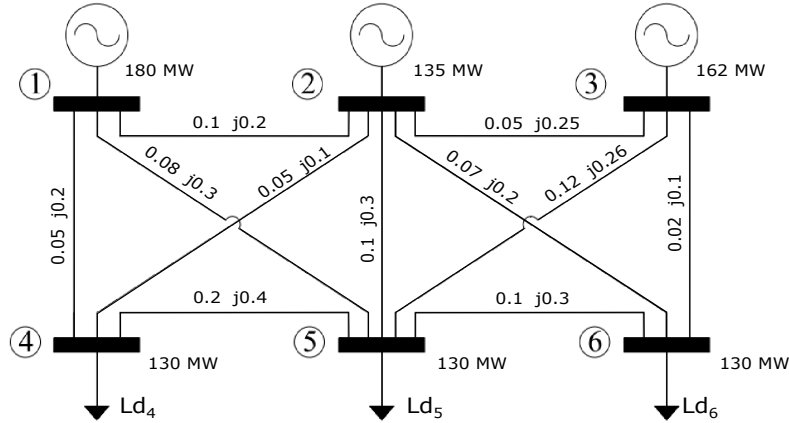 180 MW
135 MW
162 MW
① ② ③
0.1 j0.2
0.05 j0.25
0.08 j0.3
0.05 j0.1
0.07 j0.2
0.12 j0.26
0.05 j0.2
0.1 j0.3
0.02 j0.1
0.2 j0.4
0.1 j0.3
④ ⑤ ⑥
130 MW
130 MW
130 MW
Ld₄
Ld₅
Ld₆